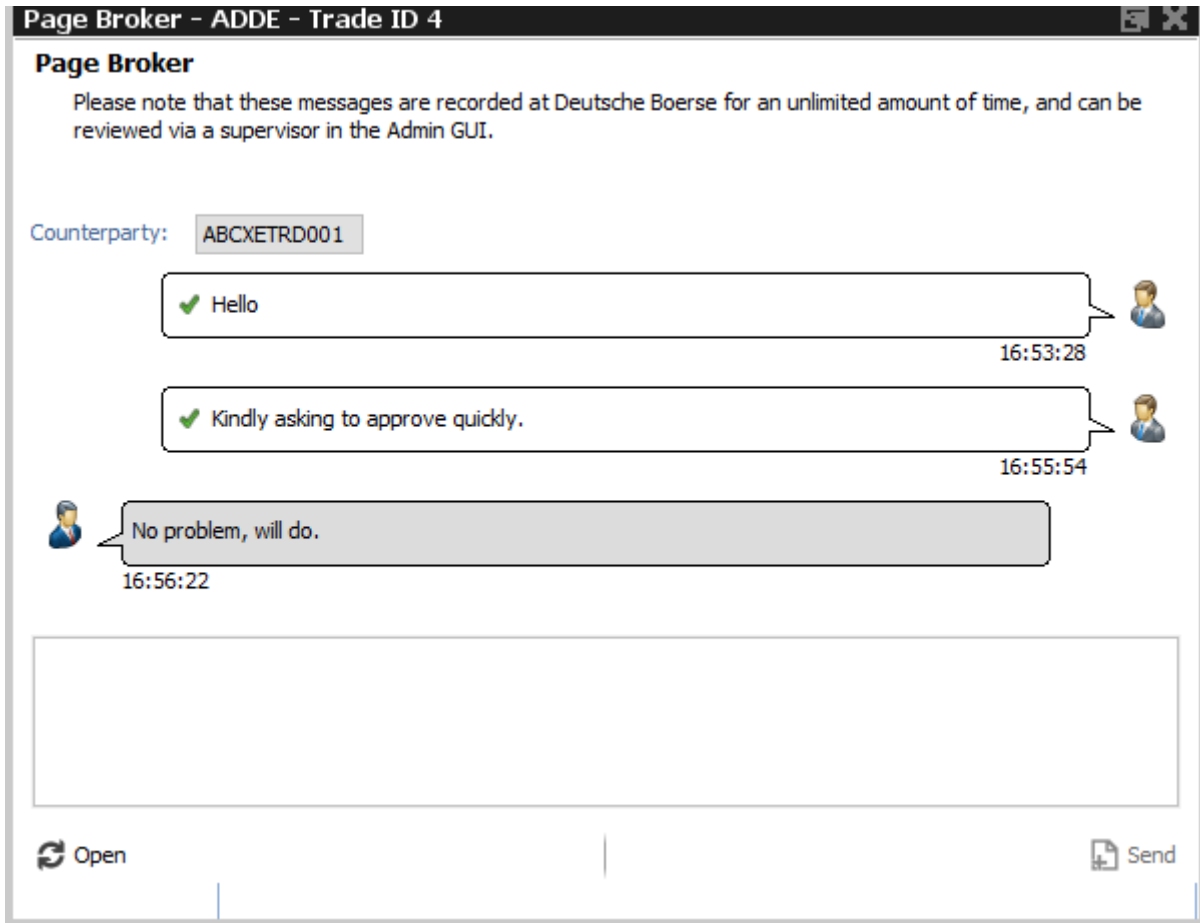 Page Broker - ADDE - Trade ID 4
Page Broker
Please note that these messages are recorded at Deutsche Boerse for an unlimited amount of time, and can be
reviewed via a supervisor in the Admin GUI.
Counterparty: ABCXETRD001
Hello
16:53:28
Kindly asking to approve quickly.
16:55:54
No problem, will do.
16:56:22
Open Send